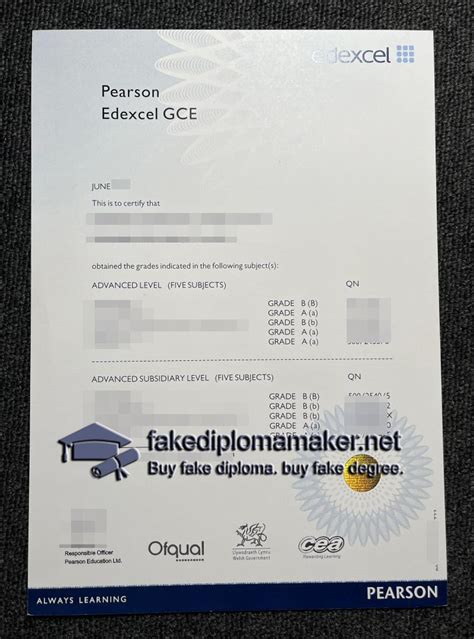 edexcel
Pearson
Edexcel GCE
JUNE
This is to certify that
obtained the grades indicated in the following subject(s):
ADVANCED LEVEL (FIVE SUBJECTS) QN
GRADE B (B)
GRADE A (a)
GRADE B (b)
GRADE A (a)
GRADE B (b)
ADVANCED SUBSIDIARY LEVEL (FIVE SUBJECTS) QN
GRADE B (B)
GRADE A (a)
GRADE B (b)
fakediplomamaker.net
Buy fake diploma. buy fake degree.
Responsible Officer
Pearson Education Ltd.
Ofqual
Llywodraeth Cymru
Welsh Government
cea
Rewarding Learning
ALWAYS LEARNING
PEARSON